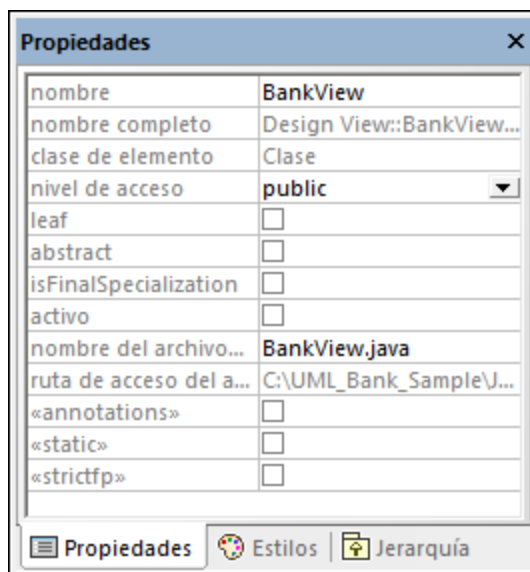 Propiedades
nombre BankView
nombre completo Design View::BankView...
clase de elemento Clase
nivel de acceso public
leaf
abstract
isFinalSpecialization
activo
nombre del archivo... BankView.java
ruta de acceso del a... C:\UML_Bank_Sample\J...
«annotations»
«static»
«strictfp»
Propiedades Estilos Jerarquía